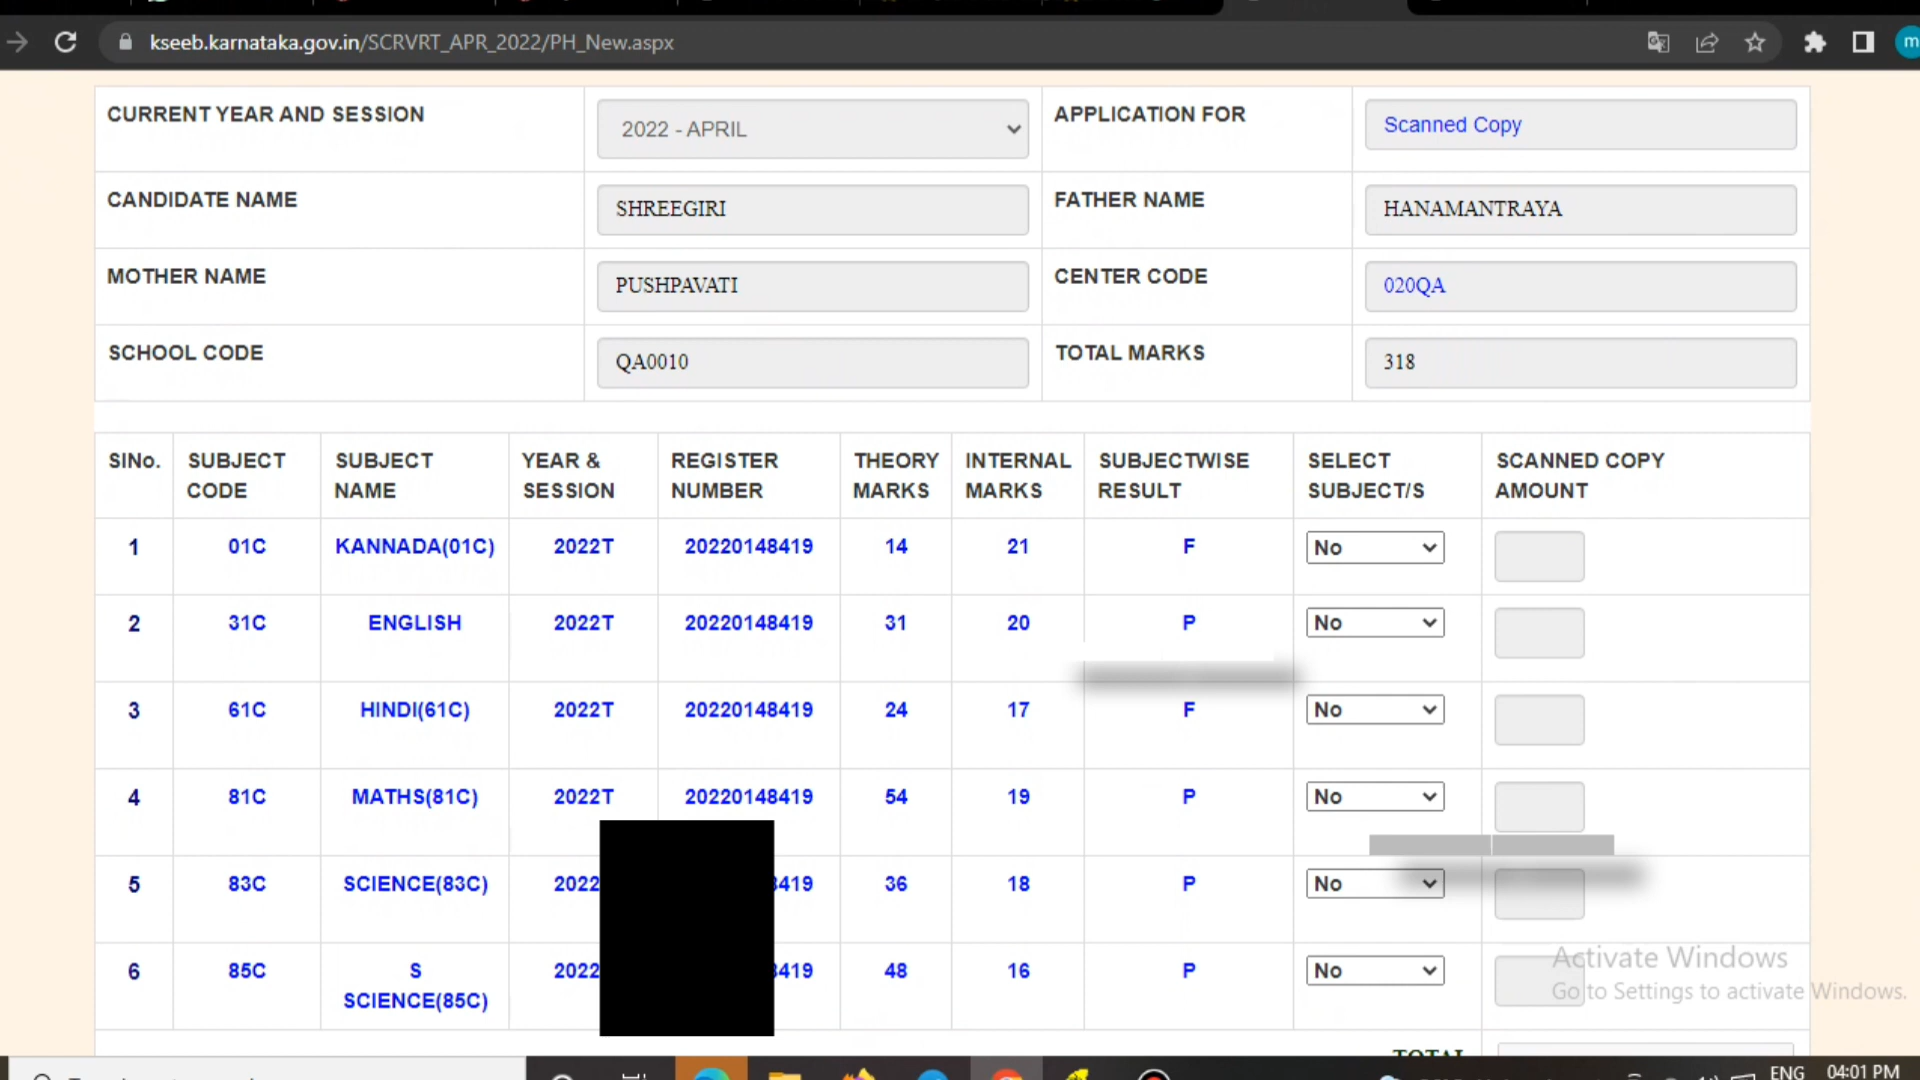 kseeb.karnataka.gov.in/SCRVRT_APR_2022/PH_New.aspx
m
CURRENT YEAR AND SESSION 2022 - APRIL APPLICATION FOR Scanned Copy
CANDIDATE NAME SHREEGIRI FATHER NAME HANAMANTRAYA
MOTHER NAME PUSHPAVATI CENTER CODE 020QA
SCHOOL CODE QA0010 TOTAL MARKS 318
SlNo. SUBJECT CODE SUBJECT NAME YEAR & SESSION REGISTER NUMBER THEORY MARKS INTERNAL MARKS SUBJECTWISE RESULT SELECT SUBJECT/S SCANNED COPY AMOUNT
1 01C KANNADA(01C) 2022T 20220148419 14 21 F No
2 31C ENGLISH 2022T 20220148419 31 20 P No
3 61C HINDI(61C) 2022T 20220148419 24 17 F No
4 81C MATHS(81C) 2022T 20220148419 54 19 P No
5 83C SCIENCE(83C) 2022 419 36 18 P No
6 85C S SCIENCE(85C) 2022 419 48 16 P No
Activate Windows
Go to Settings to activate Windows.
TOTAL
ENG 04:01 PM